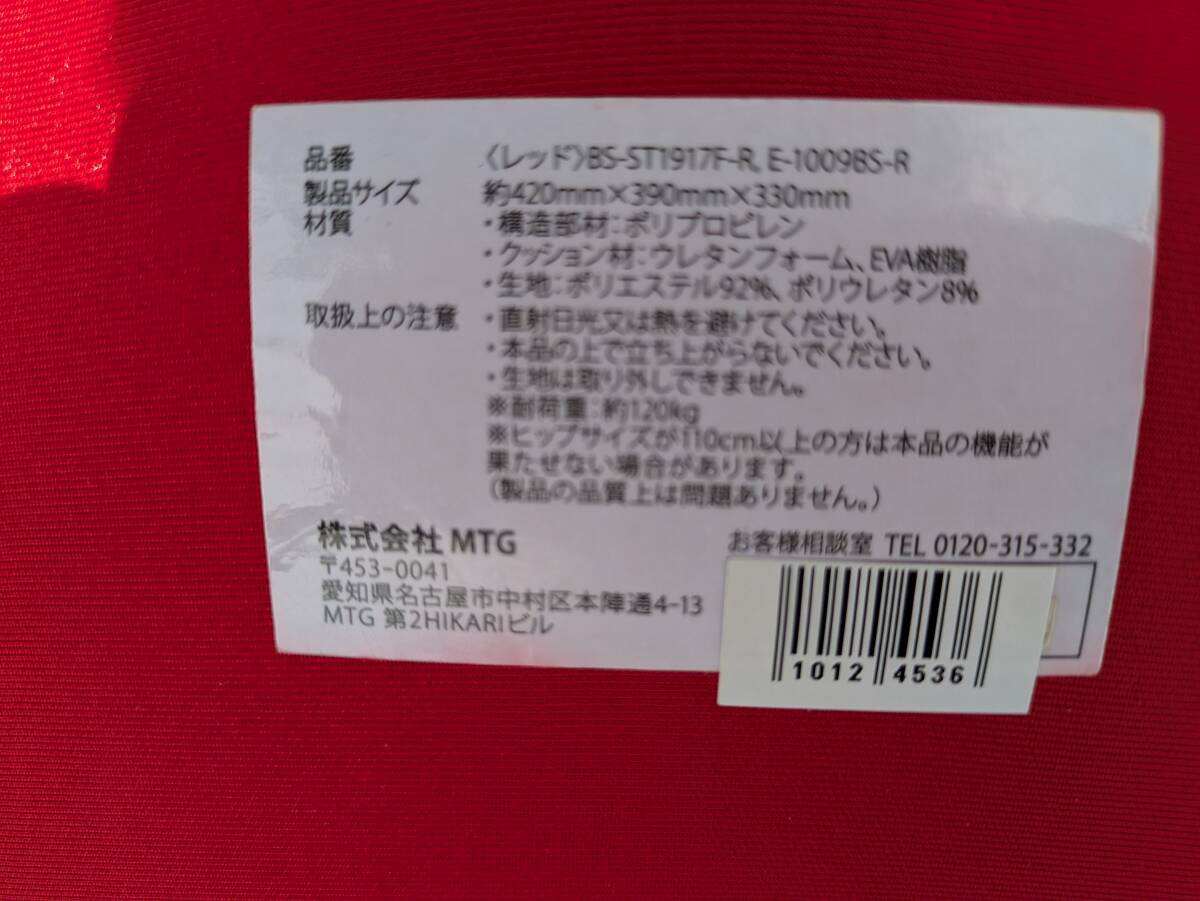 品番 〈レッド〉BS-ST1917F-R, E-1009BS-R
製品サイズ 約420mm×390mm×330mm
材質 ・構造部材：ポリプロピレン
・クッション材：ウレタンフォーム、EVA樹脂
・生地：ポリエステル92%、ポリウレタン8%
取扱上の注意 ・直射日光又は熱を避けてください。
・本品の上で立ち上がらないでください。
・生地は取り外しできません。
※耐荷重：約120kg
※ヒップサイズが110cm以上の方は本品の機能が
果たせない場合があります。
（製品の品質上は問題ありません。）
株式会社 MTG
〒453-0041
愛知県名古屋市中村区本陣通4-13
MTG 第2HIKARIビル
お客様相談室 TEL 0120-315-332
1012 4536